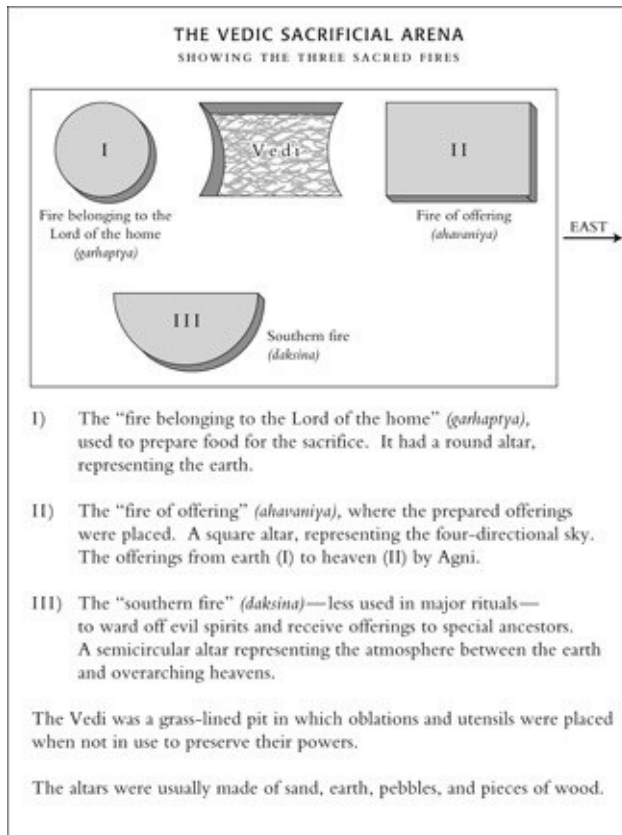 THE VEDIC SACRIFICIAL ARENA
SHOWING THE THREE SACRED FIRES
I
Vedi
II
Fire belonging to the
Lord of the home
(garhaptya)
Fire of offering
(ahavaniya)
EAST
III
Southern fire
(daksina)
I) The “fire belonging to the Lord of the home” (garhaptya),
used to prepare food for the sacrifice. It had a round altar,
representing the earth.
II) The “fire of offering” (ahavaniya), where the prepared offerings
were placed. A square altar, representing the four-directional sky.
The offerings from earth (I) to heaven (II) by Agni.
III) The “southern fire” (daksina)—less used in major rituals—
to ward off evil spirits and receive offerings to special ancestors.
A semicircular altar representing the atmosphere between the earth
and overarching heavens.
The Vedi was a grass-lined pit in which oblations and utensils were placed
when not in use to preserve their powers.
The altars were usually made of sand, earth, pebbles, and pieces of wood.